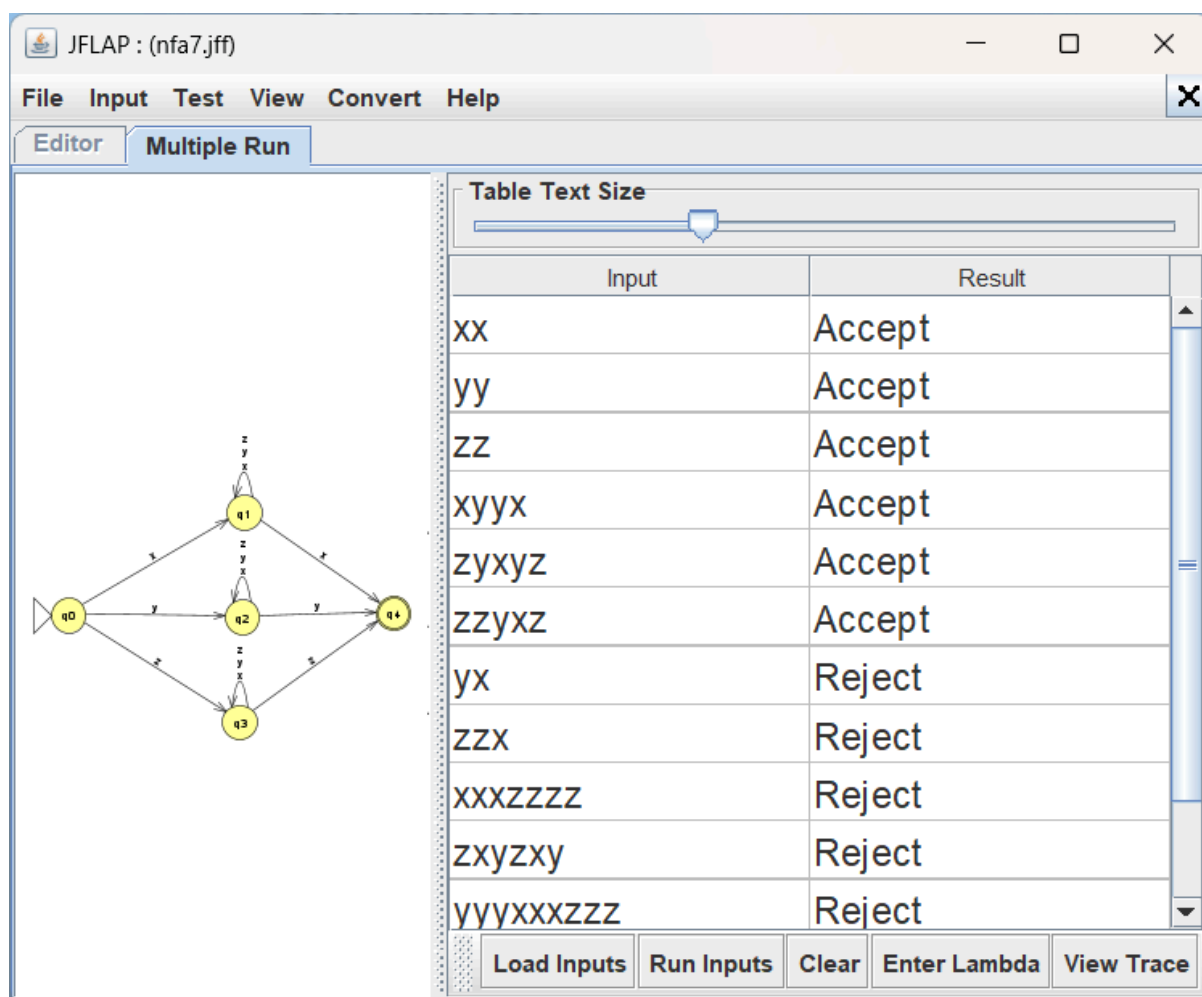 JFLAP : (nfa7.jff)
File Input Test View Convert Help
Editor Multiple Run
Table Text Size
Input Result
xx Accept
yy Accept
zz Accept
xyyx Accept
zyxyz Accept
zzyxz Accept
yx Reject
zzx Reject
xxxzzzz Reject
zxyzxy Reject
yyyxxxzzz Reject
Load Inputs Run Inputs Clear Enter Lambda View Trace
z
y
x
q1
x x
z
y
x
q0 y q2 y q4
z
y
x
z z
q3